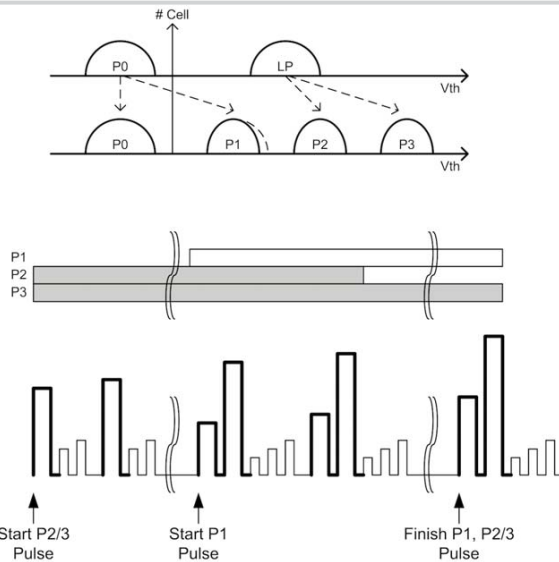 # Cell
P0
LP
Vth
P0
P1
P2
P3
Vth
P1
P2
P3
Start P2/3
Pulse
Start P1
Pulse
Finish P1, P2/3
Pulse